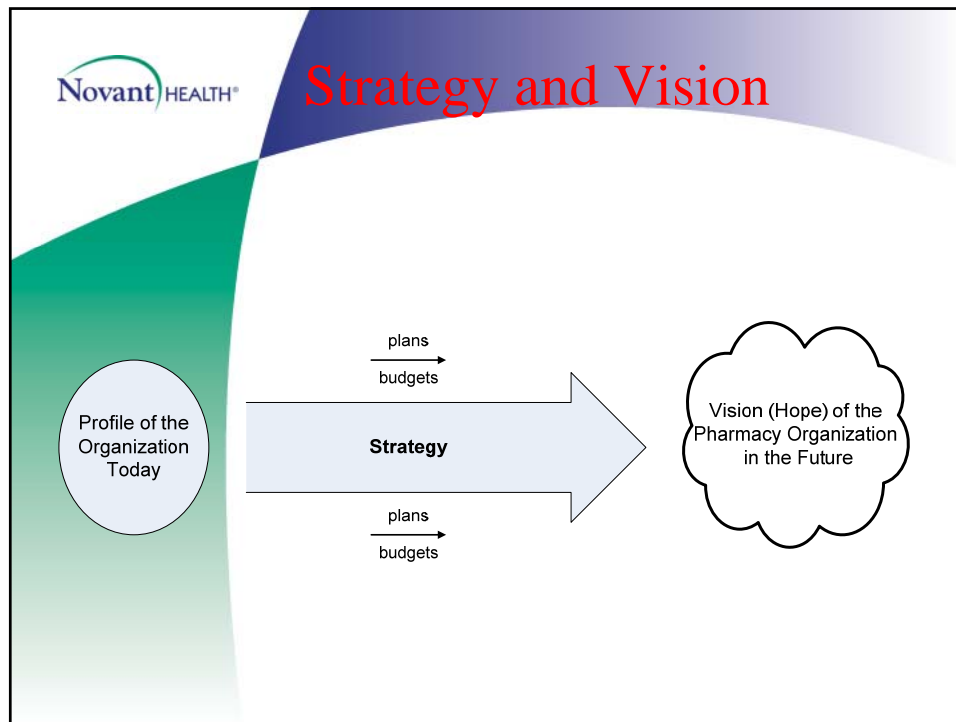 Novant HEALTH®
Strategy and Vision
plans
budgets
Profile of the
Organization
Today
Strategy
Vision (Hope) of the
Pharmacy Organization
in the Future
plans
budgets